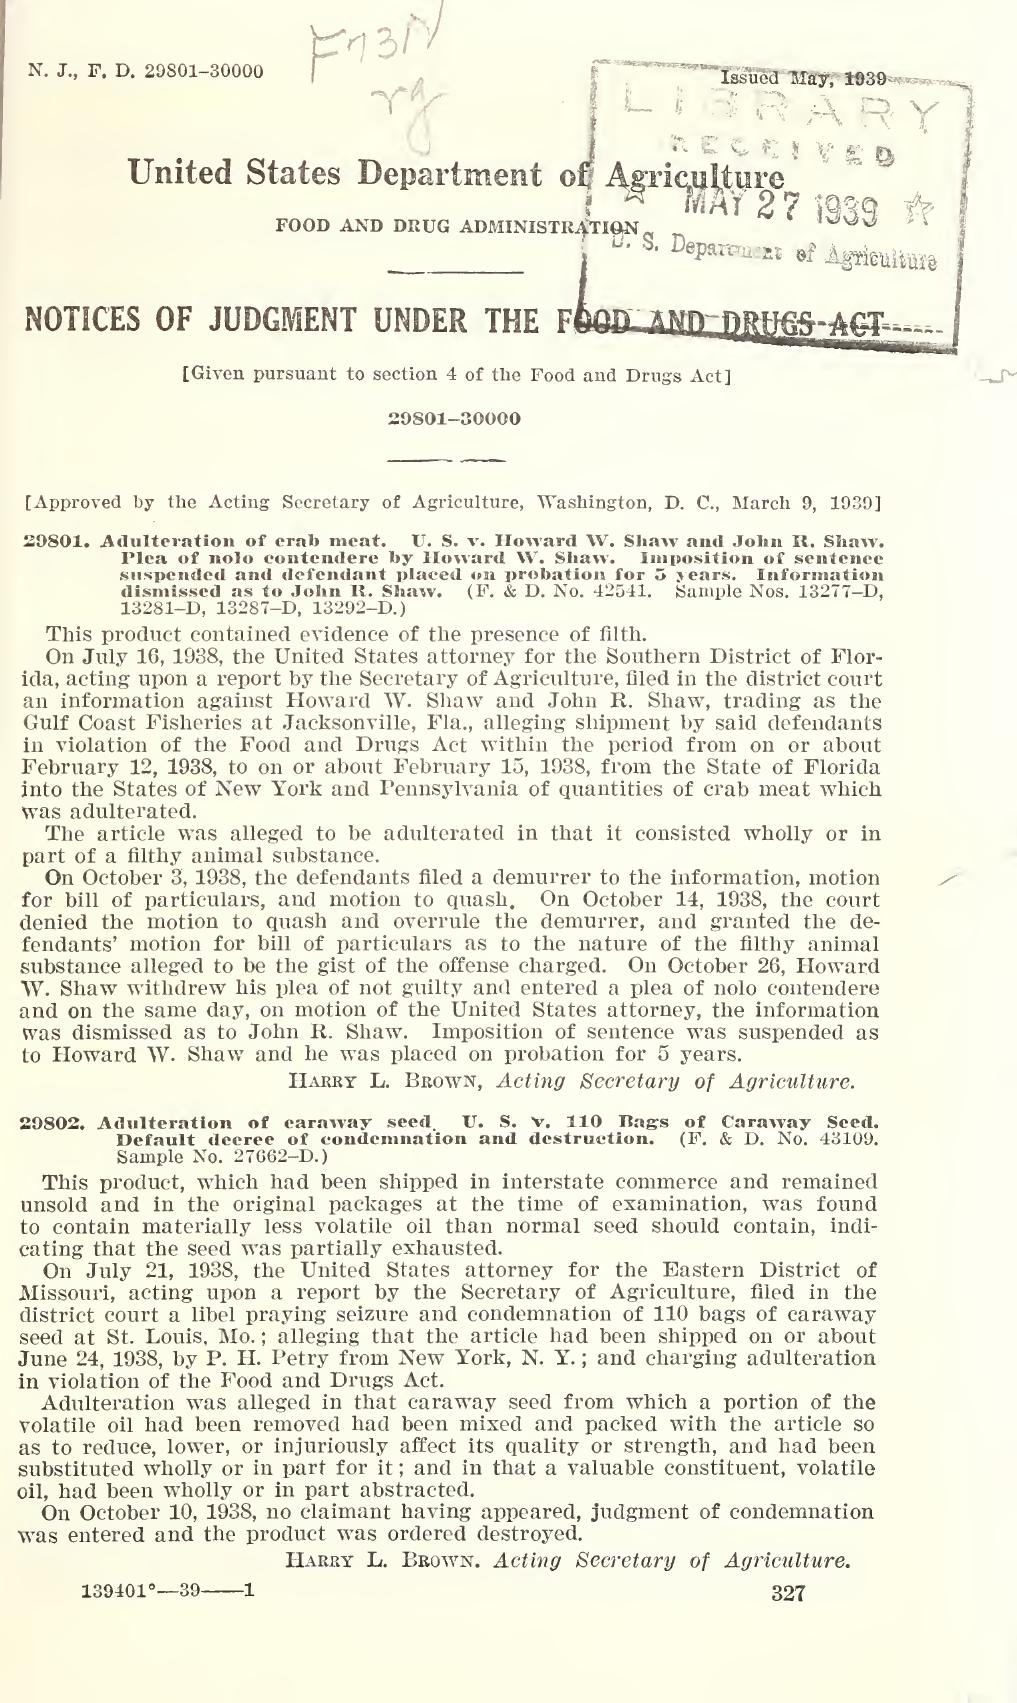 F73N
rg
N. J., F. D. 29801–30000
Issued May, 1939
LIBRARY
RECEIVED
MAY 27 1939 ☆
U. S. Department of Agriculture
United States Department of Agriculture
FOOD AND DRUG ADMINISTRATION
NOTICES OF JUDGMENT UNDER THE FOOD AND DRUGS ACT
[Given pursuant to section 4 of the Food and Drugs Act]
29801–30000
[Approved by the Acting Secretary of Agriculture, Washington, D. C., March 9, 1939]
29801. Adulteration of crab meat. U. S. v. Howard W. Shaw and John R. Shaw.
Plea of nolo contendere by Howard W. Shaw. Imposition of sentence
suspended and defendant placed on probation for 5 years. Information
dismissed as to John R. Shaw. (F. & D. No. 42541. Sample Nos. 13277–D,
13281–D, 13287–D, 13292–D.)
This product contained evidence of the presence of filth.
On July 16, 1938, the United States attorney for the Southern District of Flor-
ida, acting upon a report by the Secretary of Agriculture, filed in the district court
an information against Howard W. Shaw and John R. Shaw, trading as the
Gulf Coast Fisheries at Jacksonville, Fla., alleging shipment by said defendants
in violation of the Food and Drugs Act within the period from on or about
February 12, 1938, to on or about February 15, 1938, from the State of Florida
into the States of New York and Pennsylvania of quantities of crab meat which
was adulterated.
The article was alleged to be adulterated in that it consisted wholly or in
part of a filthy animal substance.
On October 3, 1938, the defendants filed a demurrer to the information, motion
for bill of particulars, and motion to quash. On October 14, 1938, the court
denied the motion to quash and overrule the demurrer, and granted the de-
fendants' motion for bill of particulars as to the nature of the filthy animal
substance alleged to be the gist of the offense charged. On October 26, Howard
W. Shaw withdrew his plea of not guilty and entered a plea of nolo contendere
and on the same day, on motion of the United States attorney, the information
was dismissed as to John R. Shaw. Imposition of sentence was suspended as
to Howard W. Shaw and he was placed on probation for 5 years.
HARRY L. BROWN, Acting Secretary of Agriculture.
29802. Adulteration of caraway seed. U. S. v. 110 Bags of Caraway Seed.
Default decree of condemnation and destruction. (F. & D. No. 43109.
Sample No. 27662–D.)
This product, which had been shipped in interstate commerce and remained
unsold and in the original packages at the time of examination, was found
to contain materially less volatile oil than normal seed should contain, indi-
cating that the seed was partially exhausted.
On July 21, 1938, the United States attorney for the Eastern District of
Missouri, acting upon a report by the Secretary of Agriculture, filed in the
district court a libel praying seizure and condemnation of 110 bags of caraway
seed at St. Louis, Mo.; alleging that the article had been shipped on or about
June 24, 1938, by P. H. Petry from New York, N. Y.; and charging adulteration
in violation of the Food and Drugs Act.
Adulteration was alleged in that caraway seed from which a portion of the
volatile oil had been removed had been mixed and packed with the article so
as to reduce, lower, or injuriously affect its quality or strength, and had been
substituted wholly or in part for it; and in that a valuable constituent, volatile
oil, had been wholly or in part abstracted.
On October 10, 1938, no claimant having appeared, judgment of condemnation
was entered and the product was ordered destroyed.
HARRY L. BROWN. Acting Secretary of Agriculture.
139401°—39——1
327